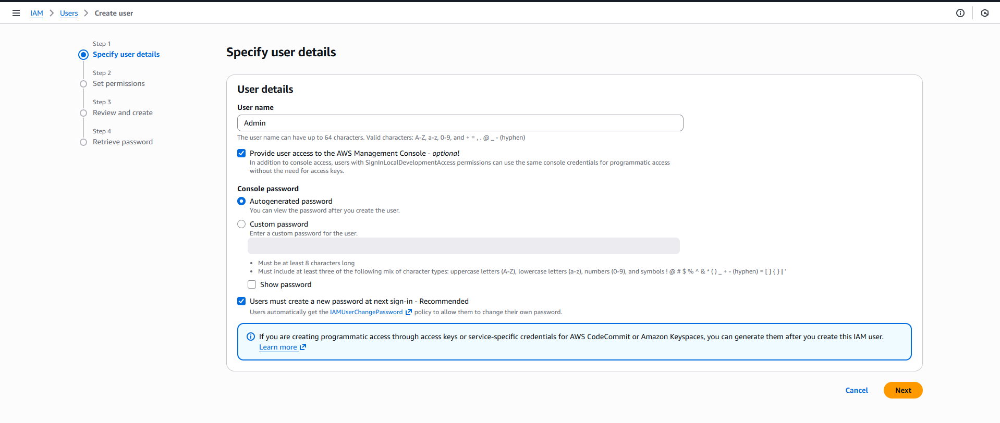 IAM > Users > Create user
Step 1
Specify user details
Step 2
Set permissions
Step 3
Review and create
Step 4
Retrieve password
Specify user details
User details
User name
Admin
The user name can have up to 64 characters. Valid characters: A-Z, a-z, 0-9, and + = , . @ _ - (hyphen)
Provide user access to the AWS Management Console - optional
In addition to console access, users with SignInLocalDevelopmentAccess permissions can use the same console credentials for programmatic access
without the need for access keys.
Console password
Autogenerated password
You can view the password after you create the user.
Custom password
Enter a custom password for the user.
• Must be at least 8 characters long
• Must include at least three of the following mix of character types: uppercase letters (A-Z), lowercase letters (a-z), numbers (0-9), and symbols ! @ # $ % ^ & * ( ) _ + - (hyphen) = [ ] { } | '
Show password
Users must create a new password at next sign-in - Recommended
Users automatically get the IAMUserChangePassword policy to allow them to change their own password.
If you are creating programmatic access through access keys or service-specific credentials for AWS CodeCommit or Amazon Keyspaces, you can generate them after you create this IAM user.
Learn more
Cancel
Next